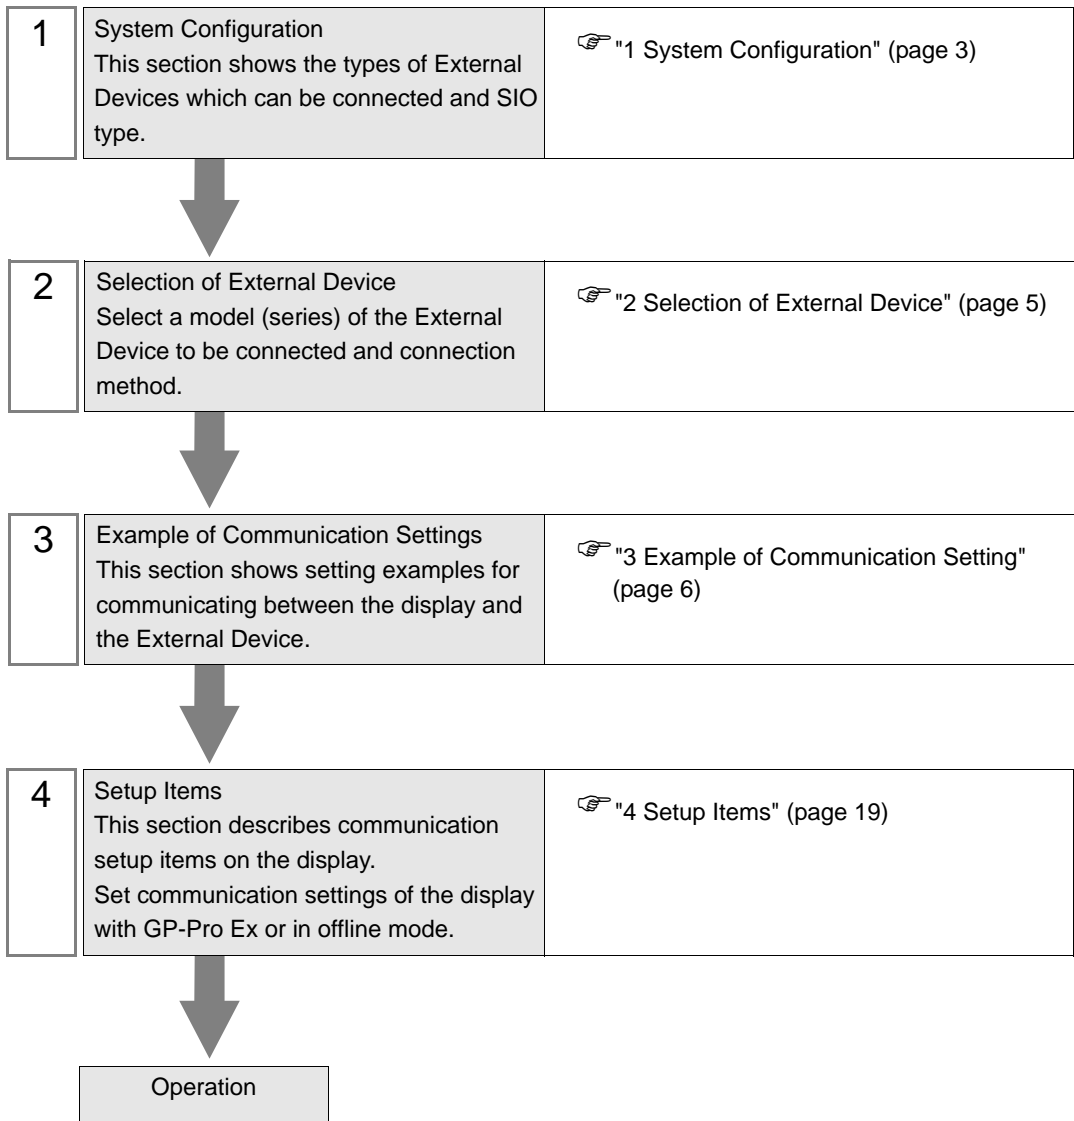 1
System Configuration
This section shows the types of External
Devices which can be connected and SIO
type.
"1 System Configuration" (page 3)
2
Selection of External Device
Select a model (series) of the External
Device to be connected and connection
method.
"2 Selection of External Device" (page 5)
3
Example of Communication Settings
This section shows setting examples for
communicating between the display and
the External Device.
"3 Example of Communication Setting"
(page 6)
4
Setup Items
This section describes communication
setup items on the display.
Set communication settings of the display
with GP-Pro Ex or in offline mode.
"4 Setup Items" (page 19)
Operation